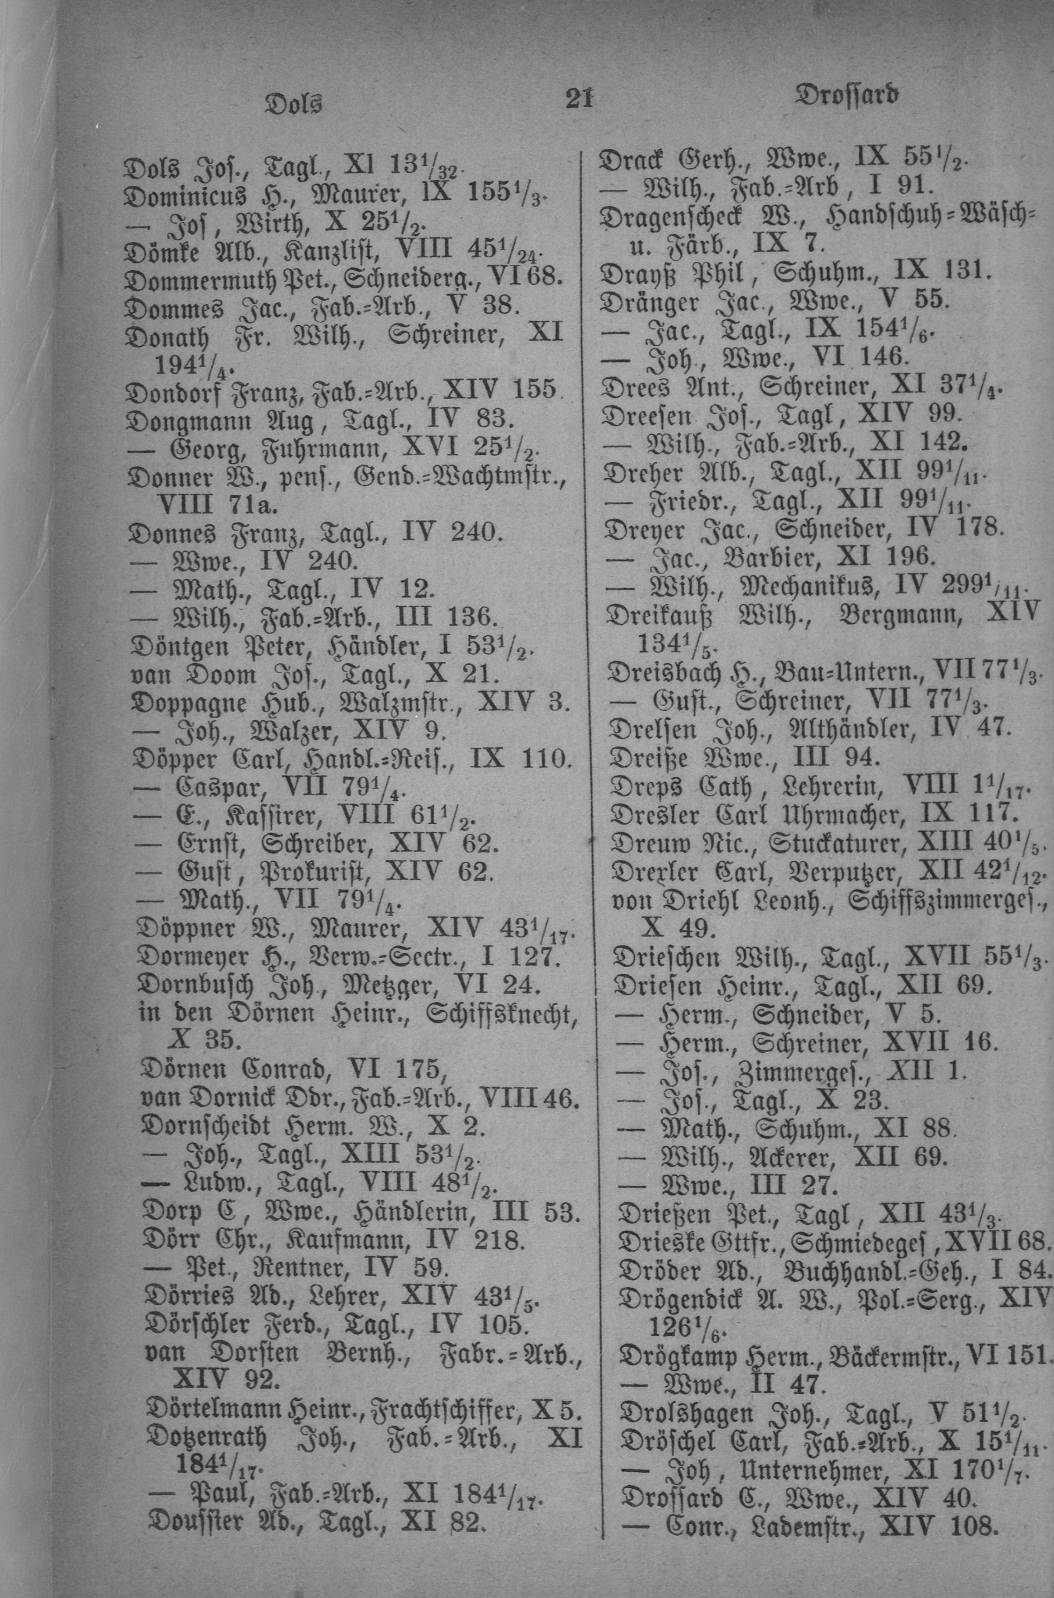 Dols 21 Drossard
Dols Jos., Tagl., XI 13¹/₃₂.
Dominicus H., Maurer, IX 155¹/₃.
— Jos, Wirth, X 25¹/₂.
Dömke Alb., Kanzlist, VIII 45¹/₂₄.
Dommermuth Pet., Schneiderg., VI 68.
Dommes Jac., Fab.-Arb., V 38.
Donath Fr. Wilh., Schreiner, XI
194¹/₄.
Dondorf Franz, Fab.-Arb., XIV 155
Dongmann Aug, Tagl., IV 83.
— Georg, Fuhrmann, XVI 25¹/₂.
Donner W., pens., Gend.-Wachtmstr.,
VIII 71a.
Donnes Franz, Tagl., IV 240.
— Wwe., IV 240.
— Math., Tagl., IV 12.
— Wilh., Fab.-Arb., III 136.
Döntgen Peter, Händler, I 53¹/₂.
van Doom Jos., Tagl., X 21.
Doppagne Hub., Walzmstr., XIV 3.
— Joh., Walzer, XIV 9.
Döpper Carl, Handl.-Reis., IX 110.
— Caspar, VII 79¹/₄.
— E., Kassirer, VIII 61¹/₂.
— Ernst, Schreiber, XIV 62.
— Gust, Prokurist, XIV 62.
— Math., VII 79¹/₄.
Döppner W., Maurer, XIV 43¹/₁₇.
Dormeyer H., Verw.-Sectr., I 127.
Dornbusch Joh., Metzger, VI 24.
in den Dörnen Heinr., Schiffsknecht,
X 35.
Dörnen Conrad, VI 175,
van Dornick Ddr., Fab.-Arb., VIII 46.
Dornscheidt Herm. W., X 2.
— Joh., Tagl., XIII 53¹/₂.
— Ludw., Tagl., VIII 48¹/₂.
Dorp C, Wwe., Händlerin, III 53.
Dörr Chr., Kaufmann, IV 218.
— Pet., Rentner, IV 59.
Dörries Ad., Lehrer, XIV 43¹/₅.
Dörschler Ferd., Tagl., IV 105.
van Dorsten Bernh., Fabr.-Arb.,
XIV 92.
Dörtelmann Heinr., Frachtschiffer, X 5.
Dotzenrath Joh., Fab.-Arb., XI
184¹/₁₇.
— Paul, Fab.-Arb., XI 184¹/₁₇.
Doussier Ad., Tagl., XI 82.
Drack Gerh., Wwe., IX 55¹/₂.
— Wilh., Fab.-Arb, I 91.
Dragenscheck W., Handschuh-Wäsch-
u. Färb., IX 7.
Drayß Phil, Schuhm., IX 131.
Dränger Jac., Wwe., V 55.
— Jac., Tagl., IX 154¹/₆.
— Joh., Wwe., VI 146.
Drees Ant., Schreiner, XI 37¹/₄.
Dreesen Jos., Tagl, XIV 99.
— Wilh., Fab.-Arb., XI 142.
Dreher Alb., Tagl., XII 99¹/₁₁.
— Friedr., Tagl., XII 99¹/₁₁.
Dreyer Jac., Schneider, IV 178.
— Jac., Barbier, XI 196.
— Wilh., Mechanikus, IV 299¹/₁₁.
Dreikauß Wilh., Bergmann, XIV
134¹/₅.
Dreisbach H., Bau-Untern., VII 77¹/₃.
— Gust., Schreiner, VII 77¹/₃.
Drelsen Joh., Althändler, IV 47.
Dreiße Wwe., III 94.
Dreps Cath, Lehrerin, VIII 1¹/₁₇.
Dresler Carl Uhrmacher, IX 117.
Dreuw Nic., Stuckaturer, XIII 40¹/₅.
Drexler Carl, Verputzer, XII 42¹/₁₂.
von Driehl Leonh., Schiffszimmerges.,
X 49.
Drieschen Wilh., Tagl., XVII 55¹/₃.
Driesen Heinr., Tagl., XII 69.
— Herm., Schneider, V 5.
— Herm., Schreiner, XVII 16.
— Jos., Zimmerges., XII 1.
— Jos., Tagl., X 23.
— Math., Schuhm., XI 88.
— Wilh., Ackerer, XII 69.
— Wwe., III 27.
Drießen Pet., Tagl, XII 43¹/₃.
Drieske Gttfr., Schmiedeges, XVII 68.
Dröder Ad., Buchhandl.-Geh., I 84.
Drögendick A. W., Pol.-Serg., XIV
126¹/₆.
Drögkamp Herm., Bäckermstr., VI 151.
— Wwe., II 47.
Drolshagen Joh., Tagl., V 51¹/₂.
Dröschel Carl, Fab.-Arb., X 15¹/₁₁.
— Joh, Unternehmer, XI 170¹/₇.
Drossard C., Wwe., XIV 40.
— Conr., Lademstr., XIV 108.